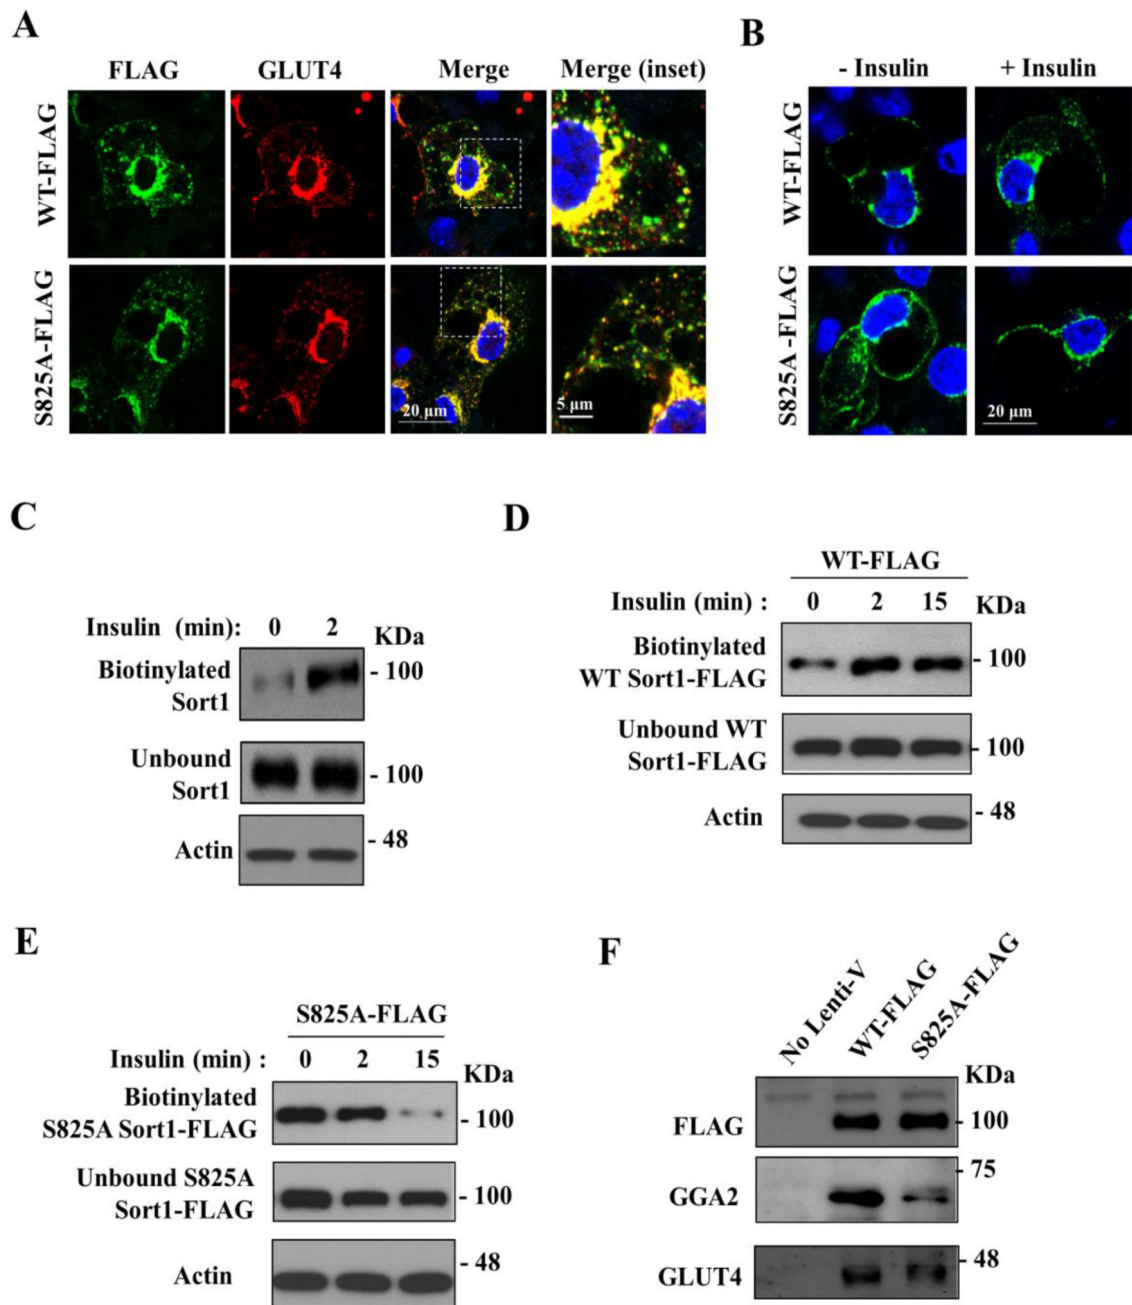 A
FLAG GLUT4 Merge Merge (inset)
WT-FLAG
S825A-FLAG
20 μm
5 μm
B
- Insulin + Insulin
WT-FLAG
S825A -FLAG
20 μm
C
Insulin (min): 0 2 KDa
Biotinylated
Sort1
- 100
Unbound
Sort1
- 100
Actin
- 48
D
WT-FLAG
Insulin (min) : 0 2 15 KDa
Biotinylated
WT Sort1-FLAG
- 100
Unbound WT
Sort1-FLAG
- 100
Actin
- 48
E
S825A-FLAG
Insulin (min) : 0 2 15 KDa
Biotinylated
S825A Sort1-FLAG
- 100
Unbound S825A
Sort1-FLAG
- 100
Actin
- 48
F
No Lenti-V
WT-FLAG
S825A-FLAG
KDa
FLAG
- 100
GGA2
- 75
GLUT4
- 48